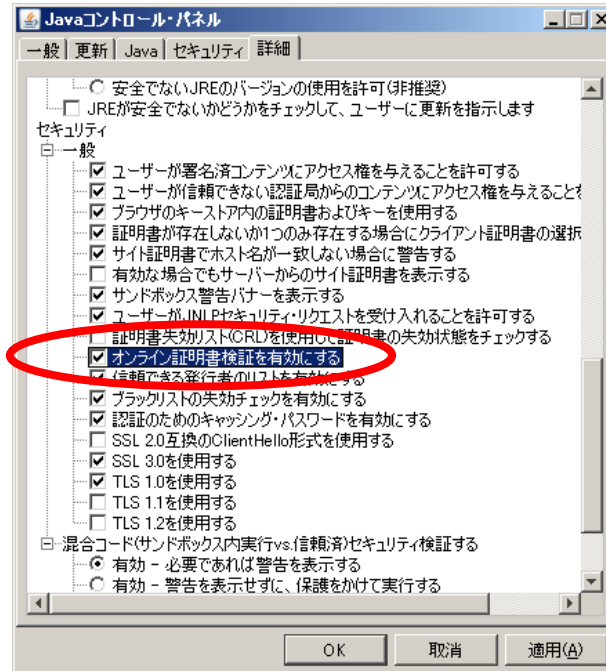 Javaコントロール・パネル
一般 更新 Java セキュリティ 詳細
安全でないJREのバージョンの使用を許可(非推奨)
JREが安全でないかどうかをチェックして、ユーザーに更新を指示します
セキュリティ
一般
ユーザーが署名済コンテンツにアクセス権を与えることを許可する
ユーザーが信頼できない認証局からのコンテンツにアクセス権を与えることを
ブラウザのキーストア内の証明書およびキーを使用する
証明書が存在しないか1つのみ存在する場合にクライアント証明書の選択
サイト証明書でホスト名が一致しない場合に警告する
有効な場合でもサーバーからのサイト証明書を表示する
サンドボックス警告バナーを表示する
ユーザーがJNLPセキュリティ・リクエストを受け入れることを許可する
証明書失効リスト(CRL)を使用して証明書の失効状態をチェックする
オンライン証明書検証を有効にする
信頼できる発行者のリストを有効にする
ブラックリストの失効チェックを有効にする
認証のためのキャッシング・パスワードを有効にする
SSL 2.0互換のClientHello形式を使用する
SSL 3.0を使用する
TLS 1.0を使用する
TLS 1.1を使用する
TLS 1.2を使用する
混合コード(サンドボックス内実行vs.信頼済)セキュリティ検証する
有効 - 必要であれば警告を表示する
有効 - 警告を表示せずに、保護をかけて実行する
OK 取消 適用(A)